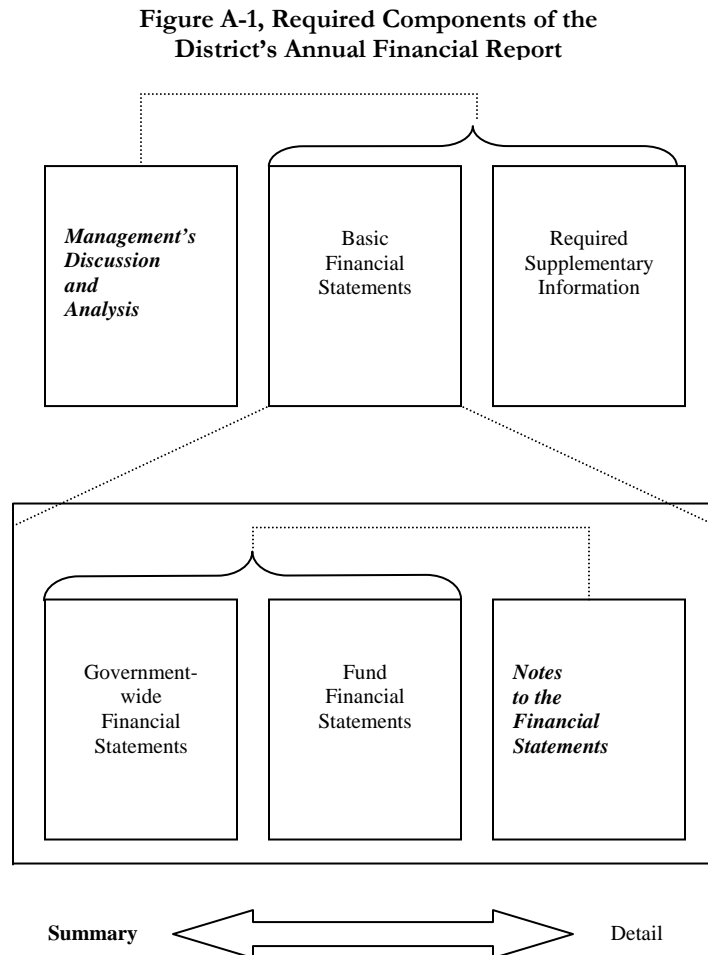 Figure A-1, Required Components of the
District's Annual Financial Report
Management's
Discussion
and
Analysis
Basic
Financial
Statements
Required
Supplementary
Information
Government-
wide
Financial
Statements
Fund
Financial
Statements
Notes
to the
Financial
Statements
Summary
Detail